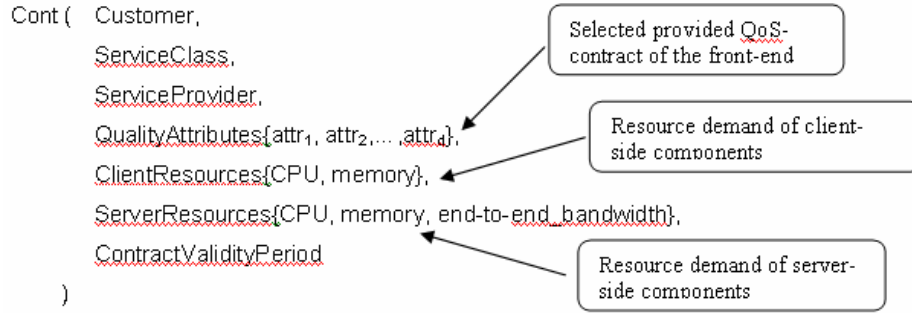 Cont ( Customer,
ServiceClass,
ServiceProvider,
QualityAttributes{attr₁, attr₂,... ,attr_d},
ClientResources{CPU, memory},
ServerResources{CPU, memory, end-to-end_bandwidth},
ContractValidityPeriod
)
Selected provided QoS-
contract of the front-end
Resource demand of client-
side components
Resource demand of server-
side components